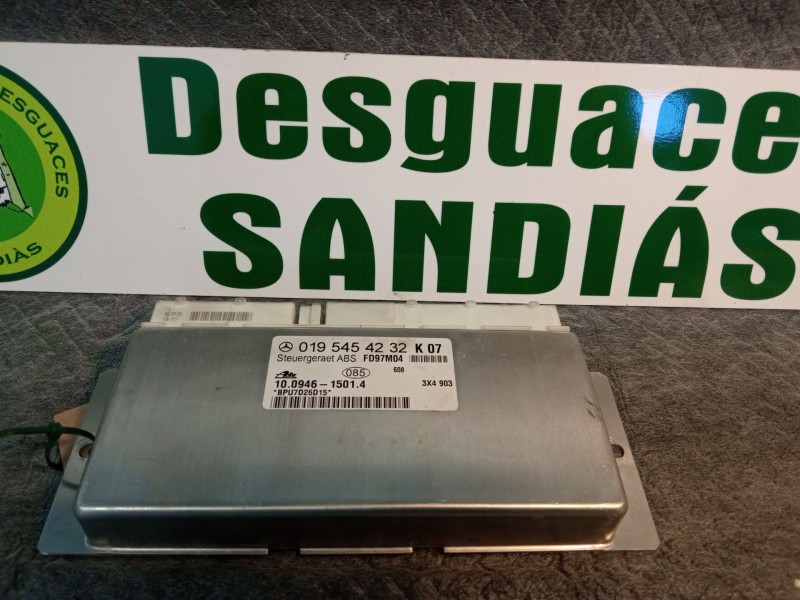 Desguace
SANDIÁS
DESGUACES
019 545 42 32 K 07
Steuergeraet ABS FD97M04
Ate 085 608
10.0946-1501.4 3X4 903
"BPU7D26D15"